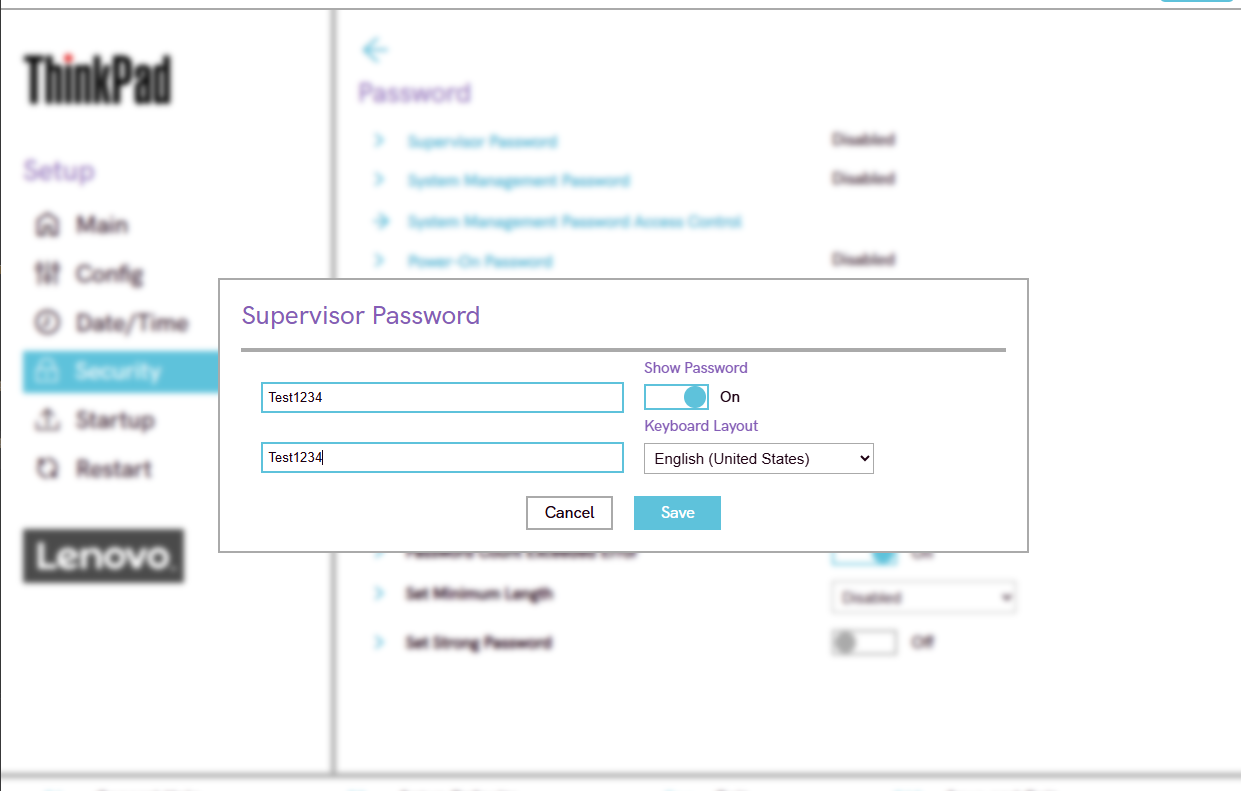 ThinkPad
Setup
Main
Config
Date/Time
Security
Startup
Restart
Lenovo
Password
Supervisor Password Disabled
System Management Password Disabled
System Management Password Access Control
Power-On Password Disabled
Supervisor Password
Show Password
Test1234 On
Keyboard Layout
Test1234 English (United States)
Cancel Save
Set Minimum Length Disabled
Set Strong Password Off